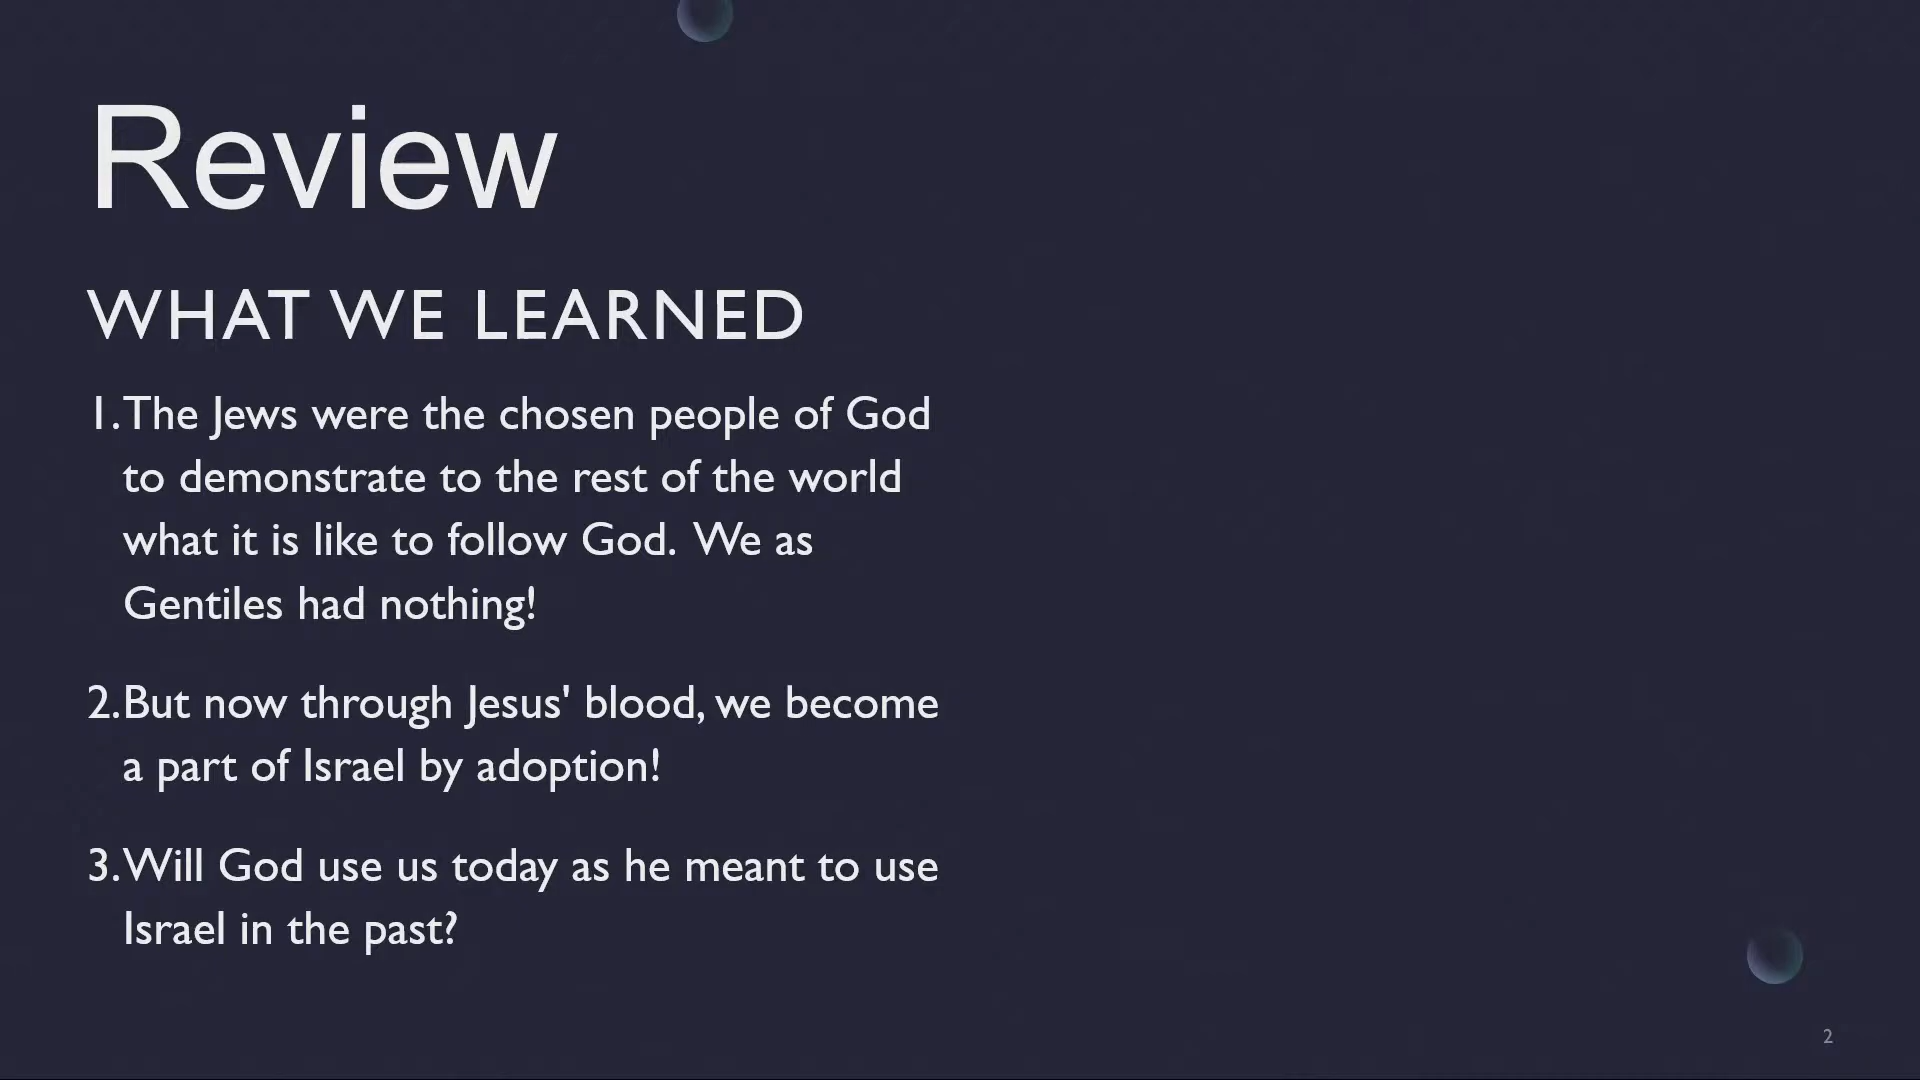 Review
WHAT WE LEARNED
1. The Jews were the chosen people of God
to demonstrate to the rest of the world
what it is like to follow God.  We as
Gentiles had nothing!
2. But now through Jesus' blood, we become
a part of Israel by adoption!
3. Will God use us today as he meant to use
Israel in the past?
2